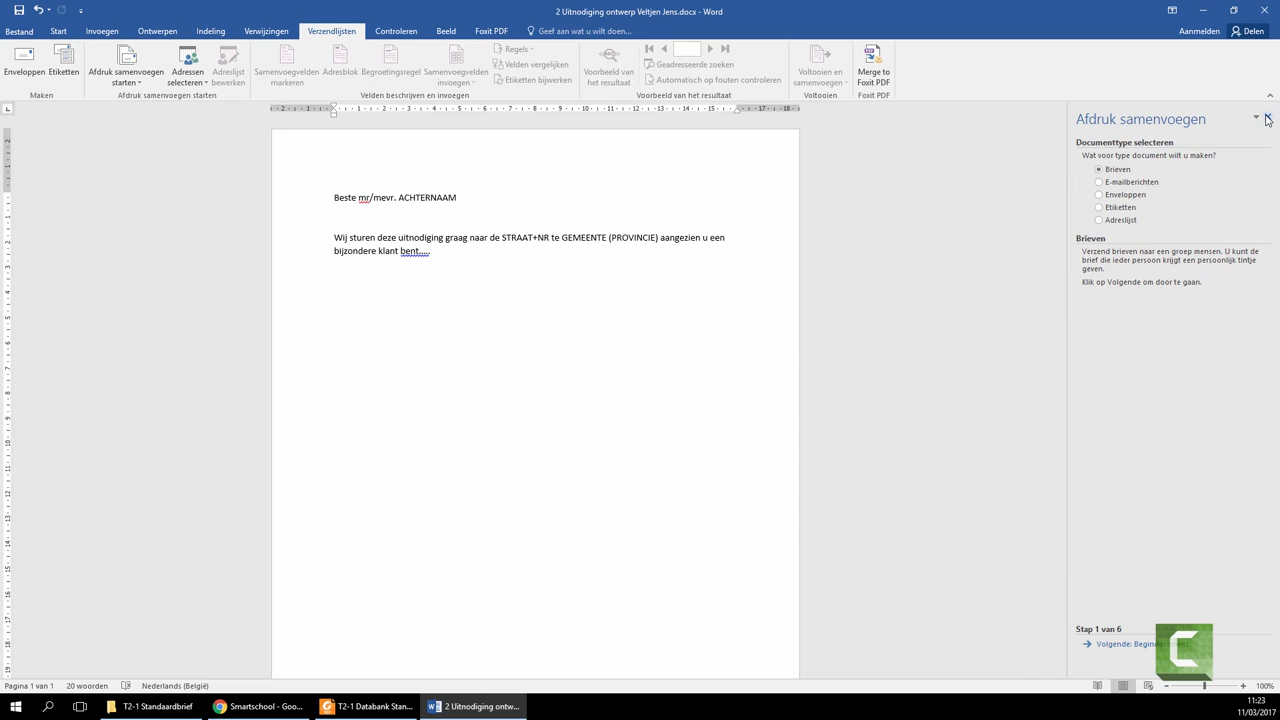 2 Uitnodiging ontwerp Veltjen Jens.docx - Word
Bestand Start Invoegen Ontwerpen Indeling Verwijzingen Verzendlijsten Controleren Beeld Foxit PDF Geef aan wat u wilt doen... Aanmelden Delen
Enveloppen Etiketten
Maken
Afdruk samenvoegen starten
Adressen selecteren
Adreslijst bewerken
Afdruk samenvoegen starten
Samenvoegvelden markeren
Adresblok
Begroetingsregel
Samenvoegvelden invoegen
Regels
Velden vergelijken
Etiketten bijwerken
Velden beschrijven en invoegen
Voorbeeld van het resultaat
Geadresseerde zoeken
Automatisch op fouten controleren
Voorbeeld van het resultaat
Voltooien en samenvoegen
Voltooien
Merge to Foxit PDF
Foxit PDF
Beste mr/mevr. ACHTERNAAM
Wij sturen deze uitnodiging graag naar de STRAAT+NR te GEMEENTE (PROVINCIE) aangezien u een
bijzondere klant bent.....
Afdruk samenvoegen
Documenttype selecteren
Wat voor type document wilt u maken?
Brieven
E-mailberichten
Enveloppen
Etiketten
Adreslijst
Brieven
Verzend brieven naar een groep mensen. U kunt de
brief die ieder persoon krijgt een persoonlijk tintje
geven.
Klik op Volgende om door te gaan.
Stap 1 van 6
Volgende:
Pagina 1 van 1 20 woorden Nederlands (België) 100%
T2-1 Standaardbrief
Smartschool - Goo...
T2-1 Databank Stan...
2 Uitnodiging ontw...
11:23
11/03/2017